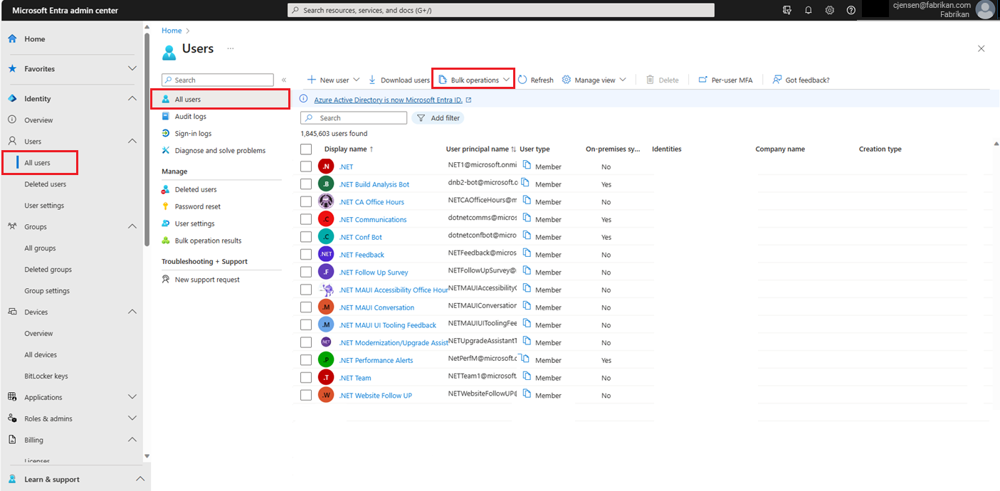 Microsoft Entra admin center
Search resources, services, and docs (G+/)
cjensen@fabrikan.com
Fabrikan
Home
Favorites
Identity
Overview
Users
All users
Deleted users
User settings
Groups
All groups
Deleted groups
Group settings
Devices
Overview
All devices
BitLocker keys
Applications
Roles & admins
Billing
Licenses
Learn & support
Home
Users
Search
All users
Audit logs
Sign-in logs
Diagnose and solve problems
Manage
Deleted users
Password reset
User settings
Bulk operation results
Troubleshooting + Support
New support request
New user Download users Bulk operations Refresh Manage view Delete Per-user MFA Got feedback?
Azure Active Directory is now Microsoft Entra ID.
Search Add filter
1,845,603 users found
Display name ↑ User principal name ↑↓ User type On-premises sy... Identities Company name Creation type
.N .NET NET1@microsoft.onmi Member No
.B .NET Build Analysis Bot dnb2-bot@microsoft.c Member Yes
.NET CA Office Hours NETCAOfficeHours@m Member No
.C .NET Communications dotnetcomms@micros Member Yes
.C .NET Conf Bot dotnetconfbot@micro Member Yes
.NET .NET Feedback NETFeedback@micros Member No
.F .NET Follow Up Survey NETFollowUpSurvey@ Member No
.NET MAUI Accessibility Office Hour NETMAUIAccessibility Member No
.M .NET MAUI Conversation NETMAUIConversation Member No
.M .NET MAUI UI Tooling Feedback NETMAUIUIToolingFee Member No
NET .NET Modernization/Upgrade Assist NETUpgradeAssistantT Member No
.P .NET Performance Alerts NetPerfM@microsoft.c Member Yes
.T .NET Team NETTeam1@microsoft. Member No
.W .NET Website Follow UP NETWebsiteFollowUP@ Member No